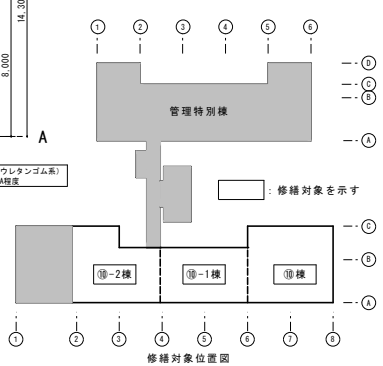 14,30
8,000
A
ウレタンゴム系)
A程度
① ② ③ ④ ⑤ ⑥
D
C
B
A
管理特別棟
: 修繕対象を示す
C
B
A
⑩-2棟
⑩-1棟
⑩棟
① ② ③ ④ ⑤ ⑥ ⑦ ⑧
修繕対象位置図